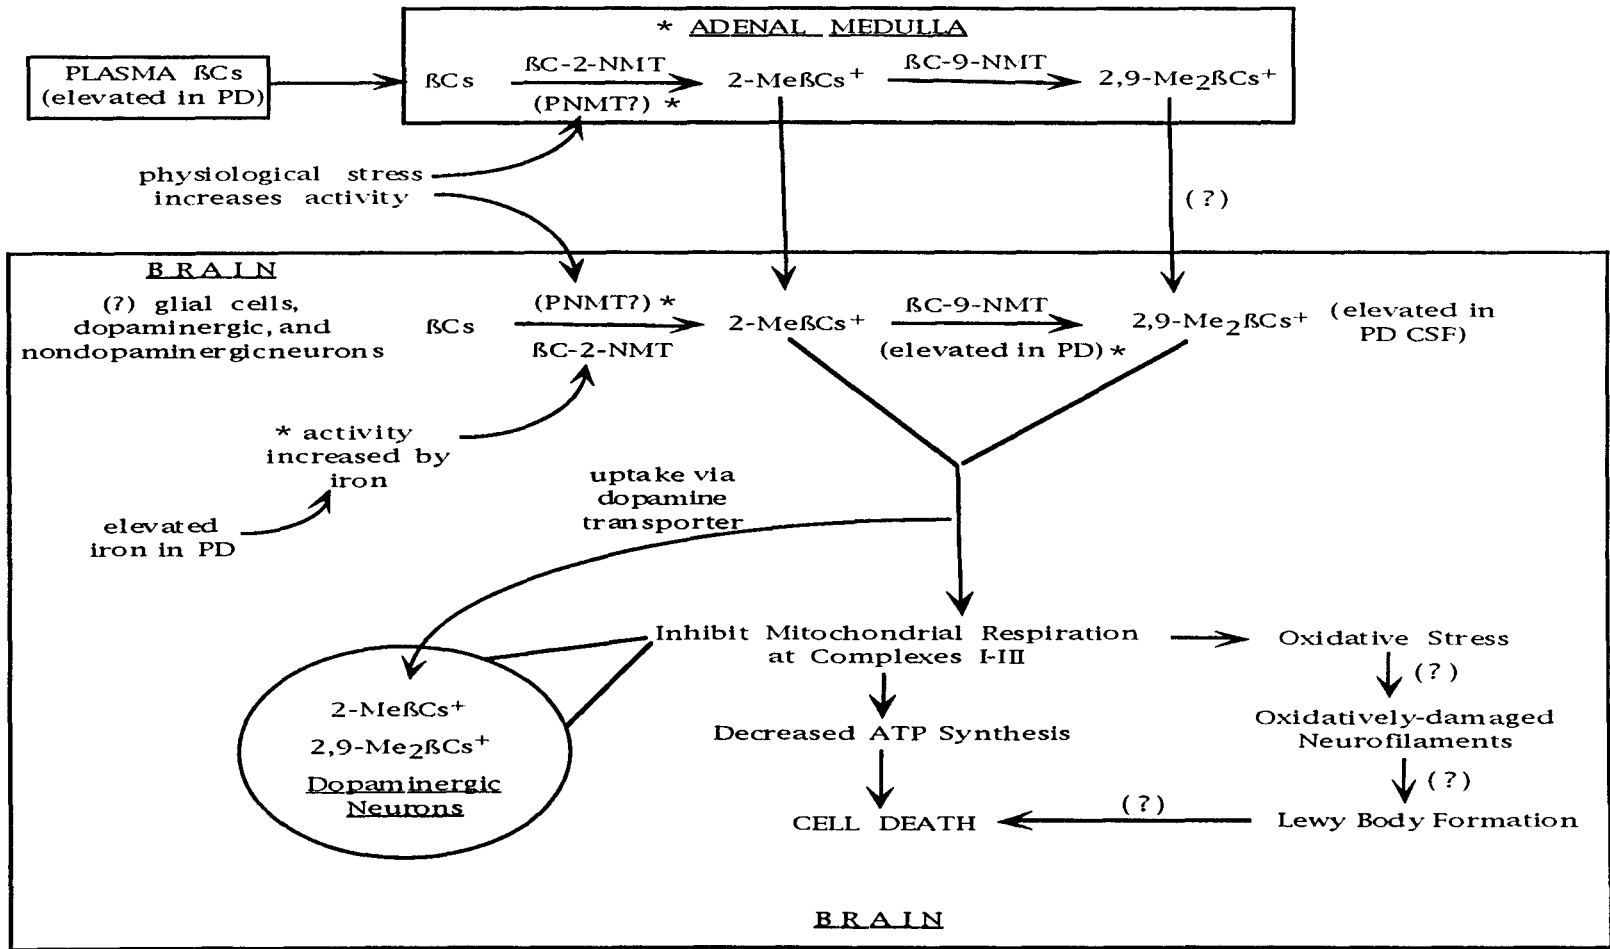 * ADENAL MEDULLA
PLASMA ßCs
(elevated in PD)
ßCs
ßC-2-NMT
(PNMT?) *
2-MeßCs+
ßC-9-NMT
2,9-Me2ßCs+
physiological stress
increases activity
(?)
BRAIN
(?) glial cells,
dopaminergic, and
nondopaminergicneurons
ßCs
(PNMT?) *
ßC-2-NMT
2-MeßCs+
ßC-9-NMT
(elevated in PD) *
2,9-Me2ßCs+
(elevated in
PD CSF)
* activity
increased by
iron
elevated
iron in PD
uptake via
dopamine
transporter
Inhibit Mitochondrial Respiration
at Complexes I-III
Oxidative Stress
(?)
2-MeßCs+
2,9-Me2ßCs+
Dopaminergic
Neurons
Decreased ATP Synthesis
Oxidatively-damaged
Neurofilaments
(?)
CELL DEATH
(?)
Lewy Body Formation
BRAIN